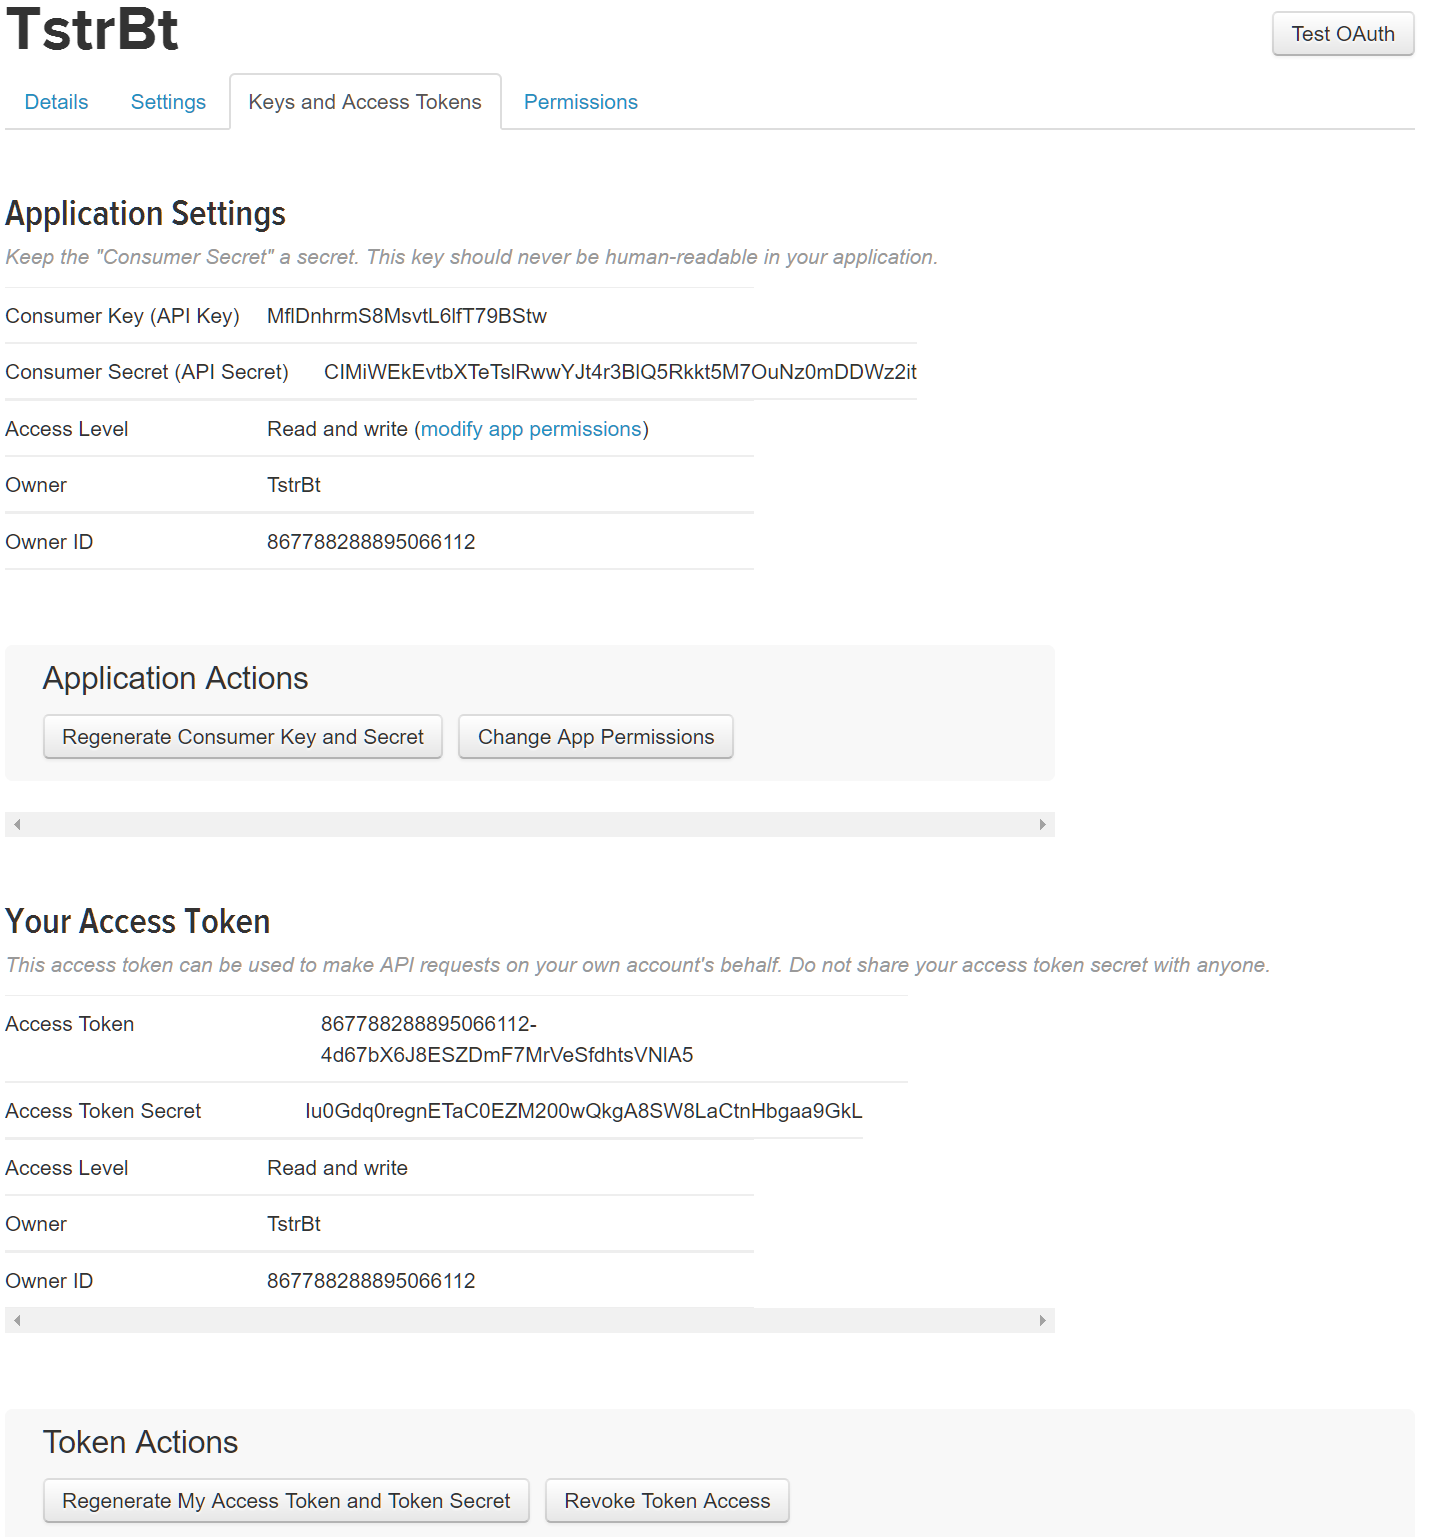 TstrBt
Test OAuth
Details Settings Keys and Access Tokens Permissions
Application Settings
Keep the "Consumer Secret" a secret. This key should never be human-readable in your application.
Consumer Key (API Key) MflDnhrmS8MsvtL6lfT79BStw
Consumer Secret (API Secret) CIMiWEkEvtbXTeTslRwwYJt4r3BlQ5Rkkt5M7OuNz0mDDWz2it
Access Level Read and write (modify app permissions)
Owner TstrBt
Owner ID 867788288895066112
Application Actions
Regenerate Consumer Key and Secret Change App Permissions
Your Access Token
This access token can be used to make API requests on your own account's behalf. Do not share your access token secret with anyone.
Access Token 867788288895066112-
4d67bX6J8ESZDmF7MrVeSfdhtsVNlA5
Access Token Secret Iu0Gdq0regnETaC0EZM200wQkgA8SW8LaCtnHbgaa9GkL
Access Level Read and write
Owner TstrBt
Owner ID 867788288895066112
Token Actions
Regenerate My Access Token and Token Secret Revoke Token Access